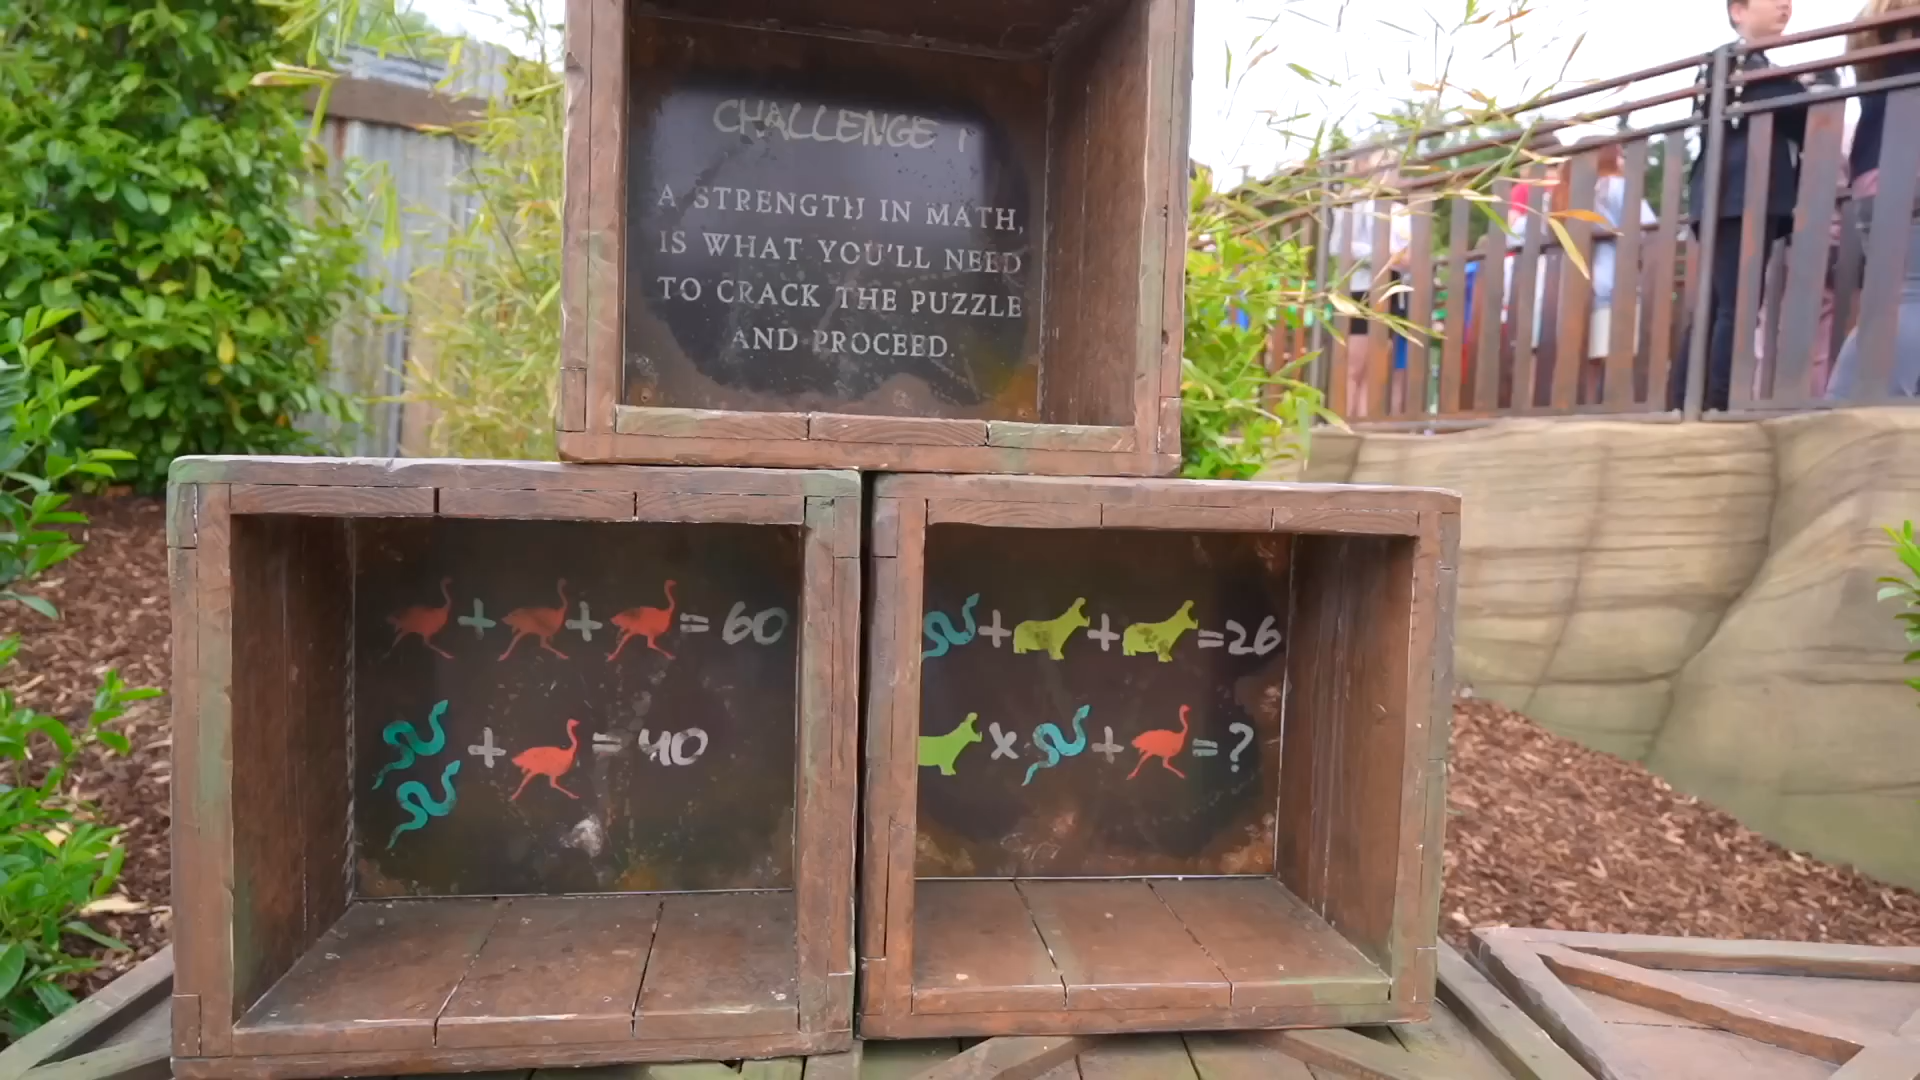 CHALLENGE 1
A STRENGTH IN MATH,
IS WHAT YOU'LL NEED
TO CRACK THE PUZZLE
AND PROCEED.
+ + = 60
+ = 40
+ + = 26
x + = ?